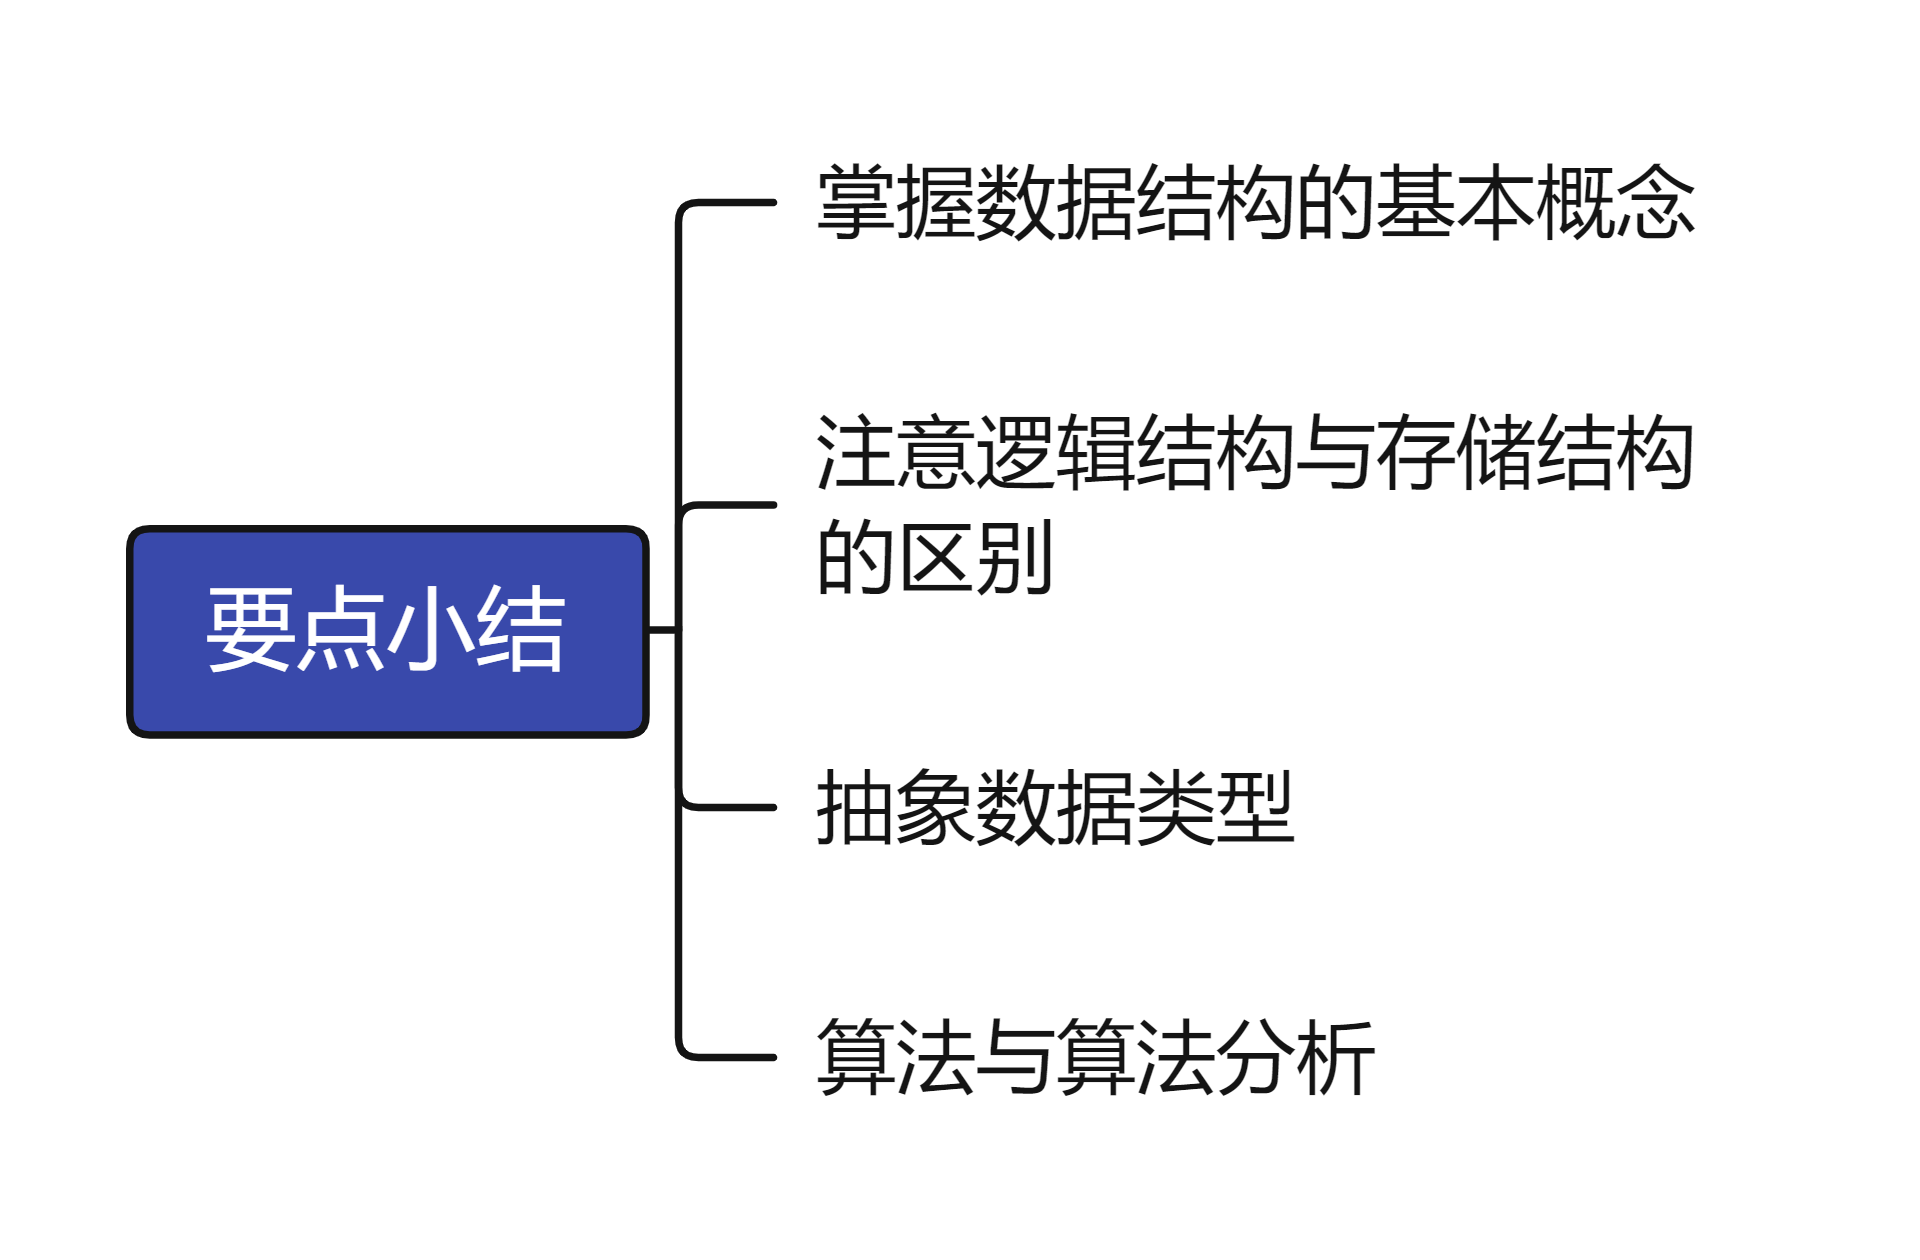 掌握数据结构的基本概念
注意逻辑结构与存储结构
的区别
要点小结
抽象数据类型
算法与算法分析